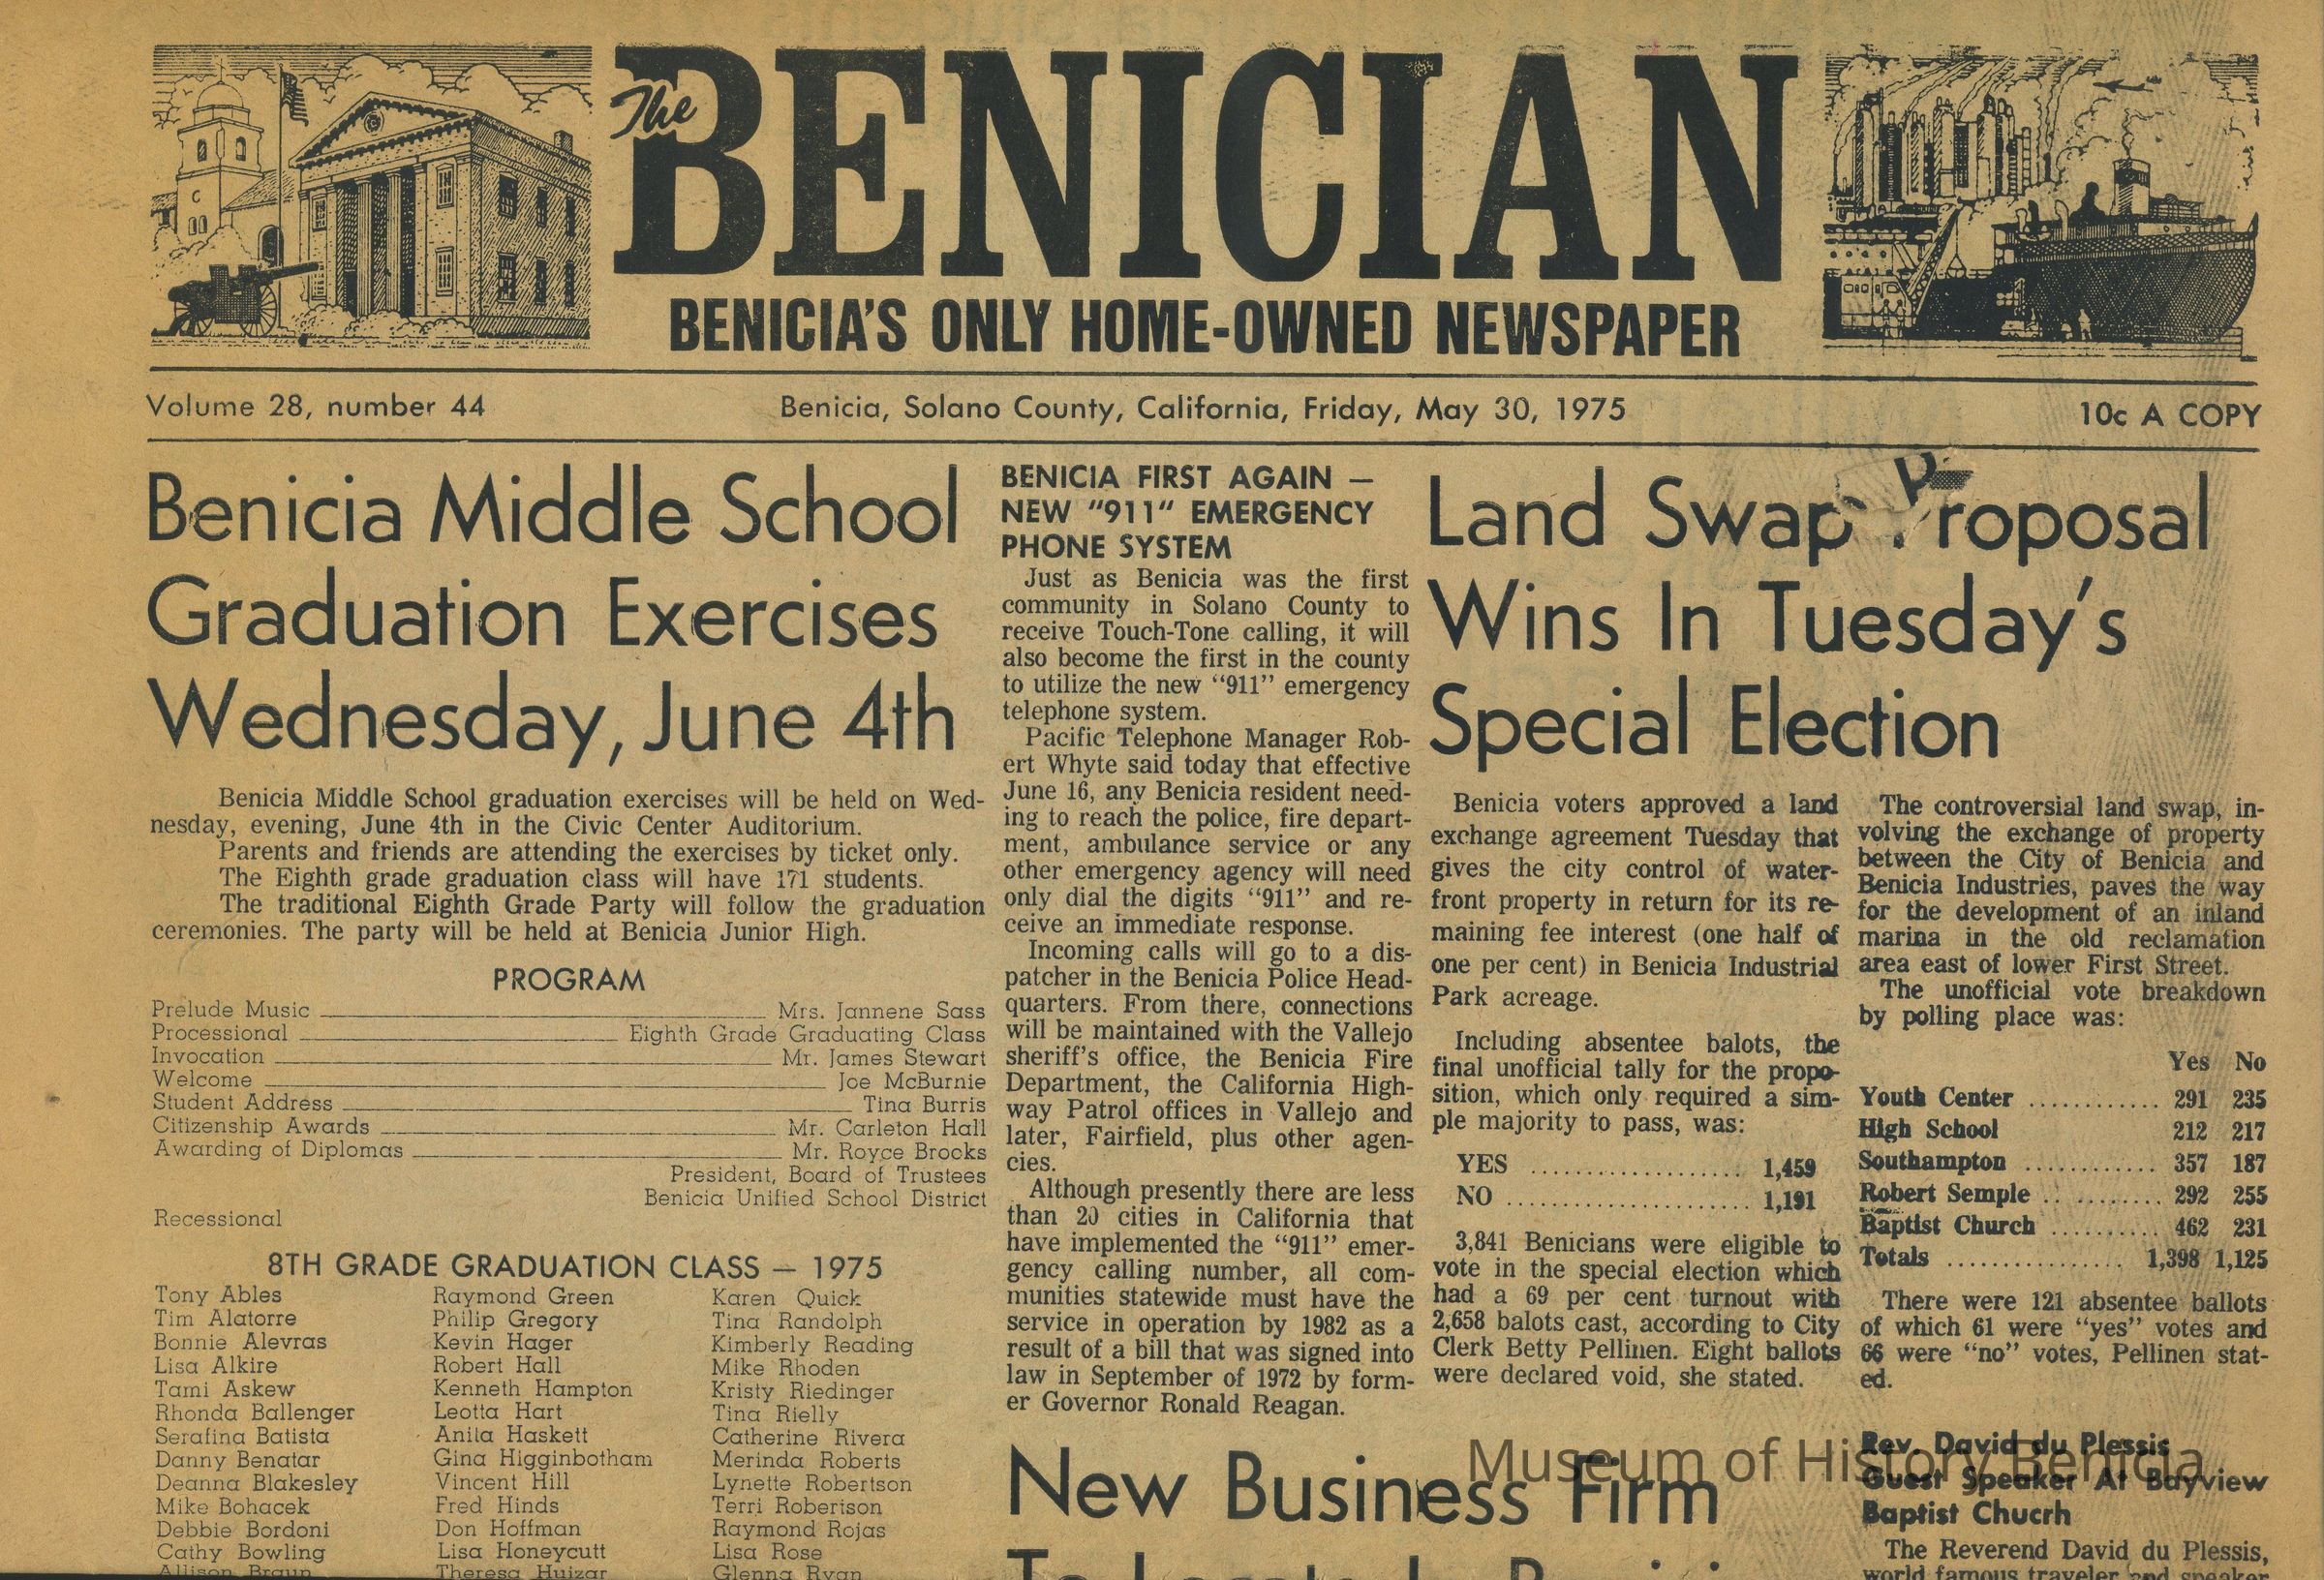 The BENICIAN
BENICIA'S ONLY HOME-OWNED NEWSPAPER
Volume 28, number 44
Benicia, Solano County, California, Friday, May 30, 1975
10c A COPY
Benicia Middle School
Graduation Exercises
Wednesday, June 4th
Benicia Middle School graduation exercises will be held on Wed-
nesday, evening, June 4th in the Civic Center Auditorium.
Parents and friends are attending the exercises by ticket only.
The Eighth grade graduation class will have 171 students.
The traditional Eighth Grade Party will follow the graduation
ceremonies. The party will be held at Benicia Junior High.
PROGRAM
Prelude Music Mrs. Jannene Sass
Processional Eighth Grade Graduating Class
Invocation Mr. James Stewart
Welcome Joe McBurnie
Student Address Tina Burris
Citizenship Awards Mr. Carleton Hall
Awarding of Diplomas Mr. Royce Brocks
President, Board of Trustees
Benicia Unified School District
Recessional
8TH GRADE GRADUATION CLASS — 1975
Tony Ables
Tim Alatorre
Bonnie Alevras
Lisa Alkire
Tami Askew
Rhonda Ballenger
Serafina Batista
Danny Benatar
Deanna Blakesley
Mike Bohacek
Debbie Bordoni
Cathy Bowling
Allison Braun
Raymond Green
Philip Gregory
Kevin Hager
Robert Hall
Kenneth Hampton
Leotta Hart
Anita Haskett
Gina Higginbotham
Vincent Hill
Fred Hinds
Don Hoffman
Lisa Honeycutt
Theresa Huizar
Karen Quick
Tina Randolph
Kimberly Reading
Mike Rhoden
Kristy Riedinger
Tina Rielly
Catherine Rivera
Merinda Roberts
Lynette Robertson
Terri Roberison
Raymond Rojas
Lisa Rose
Glenna Ryan
BENICIA FIRST AGAIN —
NEW "911" EMERGENCY
PHONE SYSTEM
Just as Benicia was the first
community in Solano County to
receive Touch-Tone calling, it will
also become the first in the county
to utilize the new "911" emergency
telephone system.
Pacific Telephone Manager Rob-
ert Whyte said today that effective
June 16, any Benicia resident need-
ing to reach the police, fire depart-
ment, ambulance service or any
other emergency agency will need
only dial the digits "911" and re-
ceive an immediate response.
Incoming calls will go to a dis-
patcher in the Benicia Police Head-
quarters. From there, connections
will be maintained with the Vallejo
sheriff's office, the Benicia Fire
Department, the California High-
way Patrol offices in Vallejo and
later, Fairfield, plus other agen-
cies.
Although presently there are less
than 20 cities in California that
have implemented the "911" emer-
gency calling number, all com-
munities statewide must have the
service in operation by 1982 as a
result of a bill that was signed into
law in September of 1972 by form-
er Governor Ronald Reagan.
Land Swap Proposal
Wins In Tuesday's
Special Election
Benicia voters approved a land
exchange agreement Tuesday that
gives the city control of water-
front property in return for its re-
maining fee interest (one half of
one per cent) in Benicia Industrial
Park acreage.
Including absentee balots, the
final unofficial tally for the propo-
sition, which only required a sim-
ple majority to pass, was:
YES .................... 1,459
NO ...................... 1,191
3,841 Benicians were eligible to
vote in the special election which
had a 69 per cent turnout with
2,658 balots cast, according to City
Clerk Betty Pellinen. Eight ballots
were declared void, she stated.
The controversial land swap, in-
volving the exchange of property
between the City of Benicia and
Benicia Industries, paves the way
for the development of an inland
marina in the old reclamation
area east of lower First Street.
The unofficial vote breakdown
by polling place was:
Yes No
Youth Center ............ 291 235
High School 212 217
Southampton ............ 357 187
Robert Semple ........... 292 255
Baptist Church .......... 462 231
Totals ................ 1,398 1,125
There were 121 absentee ballots
of which 61 were "yes" votes and
66 were "no" votes, Pellinen stat-
ed.
New Business Firm
Rev. David du Plessis
Guest Speaker At Bayview
Baptist Chucrh
The Reverend David du Plessis,
world famous traveler and speaker
Museum of History Benicia